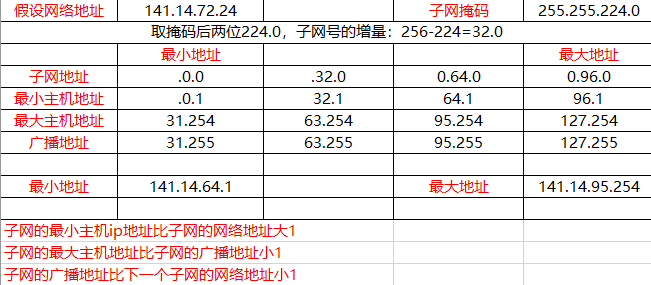 假设网络地址 141.14.72.24 子网掩码 255.255.224.0
取掩码后两位224.0，子网号的增量：256-224=32.0
最小地址 最大地址
子网地址 .0.0 .32.0 0.64.0 0.96.0
最小主机地址 .0.1 32.1 64.1 96.1
最大主机地址 31.254 63.254 95.254 127.254
广播地址 31.255 63.255 95.255 127.255
最小地址 141.14.64.1 最大地址 141.14.95.254
子网的最小主机ip地址比子网的网络地址大1
子网的最大主机地址比子网的广播地址小1
子网的广播地址比下一个子网的网络地址小1